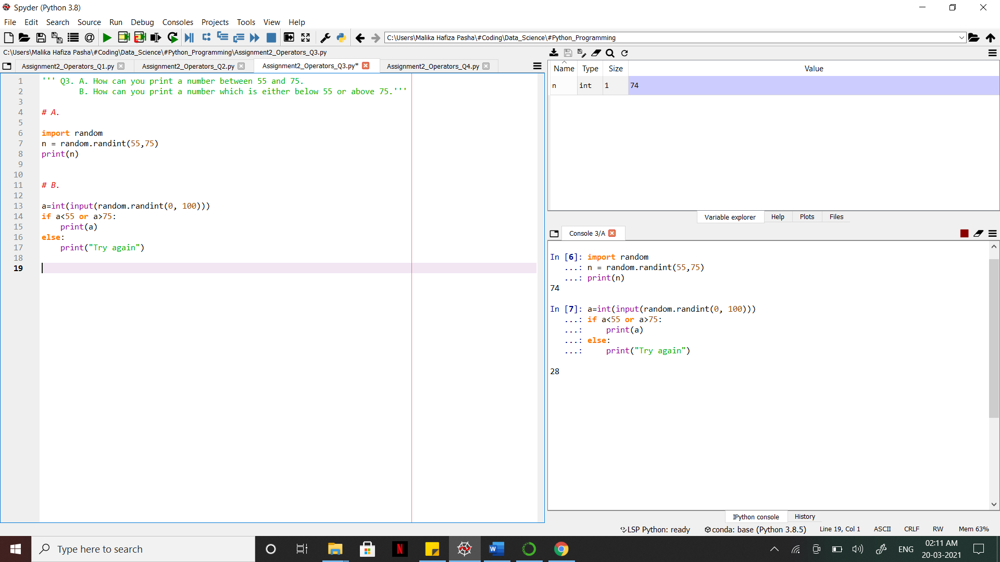 Spyder (Python 3.8)
File Edit Search Source Run Debug Consoles Projects Tools View Help
C:\Users\Malika Hafiza Pasha\#Coding\Data_Science\#Python_Programming
C:\Users\Malika Hafiza Pasha\#Coding\Data_Science\#Python_Programming\Assignment2_Operators_Q3.py
Assignment2_Operators_Q1.py Assignment2_Operators_Q2.py Assignment2_Operators_Q3.py* Assignment2_Operators_Q4.py
1 ''' Q3. A. How can you print a number between 55 and 75.
2         B. How can you print a number which is either below 55 or above 75.'''
3
4 # A.
5
6 import random
7 n = random.randint(55,75)
8 print(n)
9
10
11 # B.
12
13 a=int(input(random.randint(0, 100)))
14 if a<55 or a>75:
15     print(a)
16 else:
17     print("Try again")
18
19
Name Type Size Value
n int 1 74
Variable explorer Help Plots Files
Console 3/A
In [6]: import random
...: n = random.randint(55,75)
...: print(n)
74
In [7]: a=int(input(random.randint(0, 100)))
...: if a<55 or a>75:
...:     print(a)
...: else:
...:     print("Try again")
28
IPython console History
LSP Python: ready conda: base (Python 3.8.5) Line 19, Col 1 ASCII CRLF RW Mem 63%
Type here to search
ENG
02:11 AM
20-03-2021